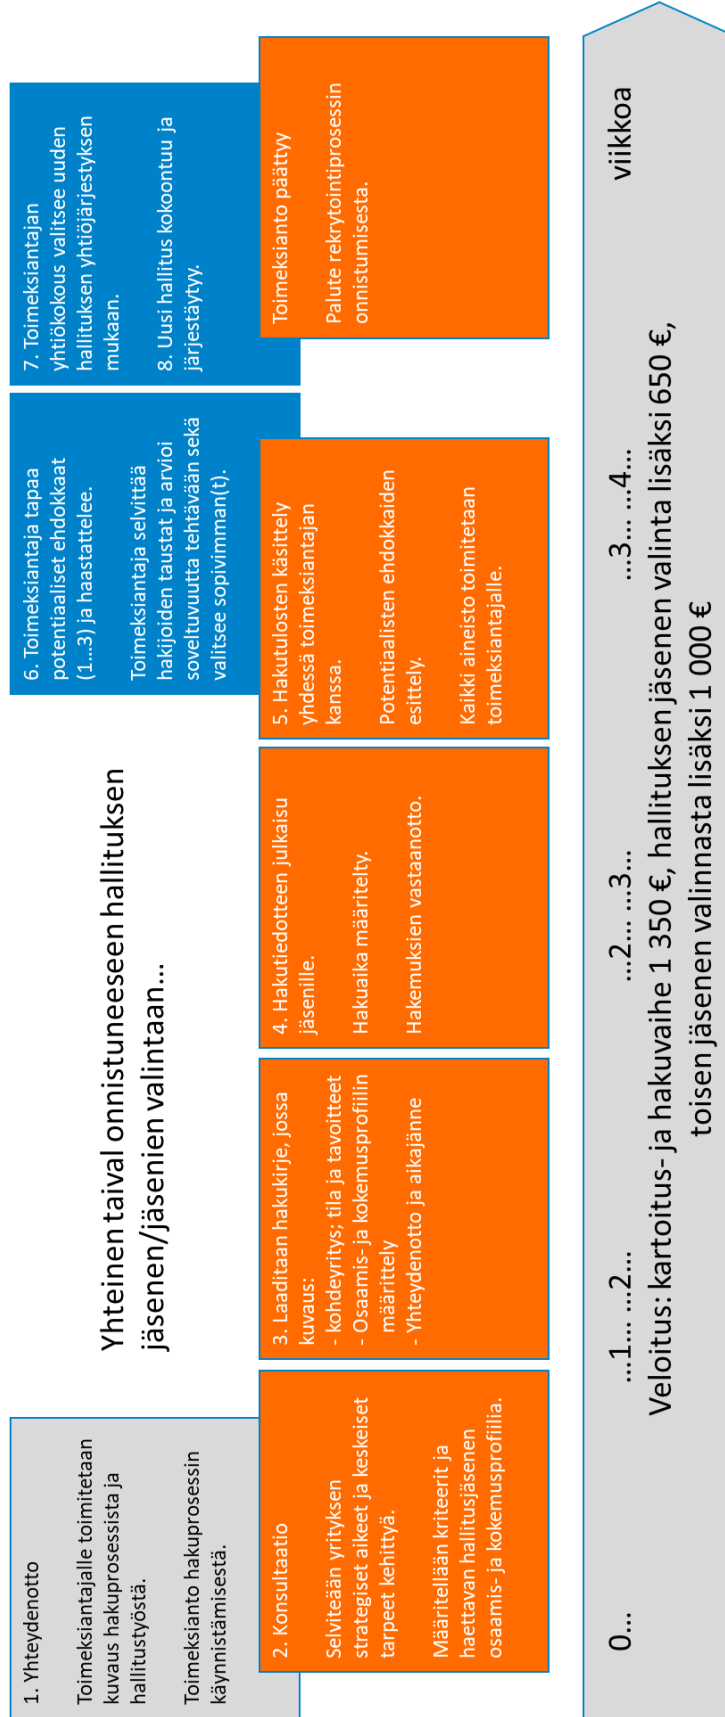 1. Yhteydenotto
Toimeksiantajalle toimitetaan
kuvaus hakuprosessista ja
hallitustyöstä.
Toimeksianto hakuprosessin
käynnistämisestä.
Yhteinen taival onnistuneeseen hallituksen
jäsenen/jäsenien valintaan...
6. Toimeksiantaja tapaa
potentiaaliset ehdokkaat
(1...3) ja haastattelee.
Toimeksiantaja selvittää
hakijoiden taustat ja arvioi
soveltuvuutta tehtävään sekä
valitsee sopivimman(t).
7. Toimeksiantajan
yhtiökokous valitsee uuden
hallituksen yhtiöjärjestyksen
mukaan.
8. Uusi hallitus kokoontuu ja
järjestäytyy.
2. Konsultaatio
Selviteään yrityksen
strategiset aikeet ja keskeiset
tarpeet kehittyä.
Määritellään kriteerit ja
haettavan hallitusjäsenen
osaamis- ja kokemusprofiilia.
3. Laaditaan hakukirje, jossa
kuvaus:
- kohdeyritys; tila ja tavoitteet
- Osaamis- ja kokemusprofiilin
määrittely
- Yhteydenotto ja aikajänne
4. Hakutiedotteen julkaisu
jäsenille.
Hakuaika määritelty.
Hakemuksien vastaanotto.
5. Hakutulosten käsittely
yhdessä toimeksiantajan
kanssa.
Potentiaalisten ehdokkaiden
esittely.
Kaikki aineisto toimitetaan
toimeksiantajalle.
Toimeksianto päättyy
Palute rekrytointiprosessin
onnistumisesta.
0... ...1... ...2... ...2... ...3... ...3... ...4... viikkoa
Veloitus: kartoitus- ja hakuvaihe 1 350 €, hallituksen jäsenen valinta lisäksi 650 €,
toisen jäsenen valinnasta lisäksi 1 000 €